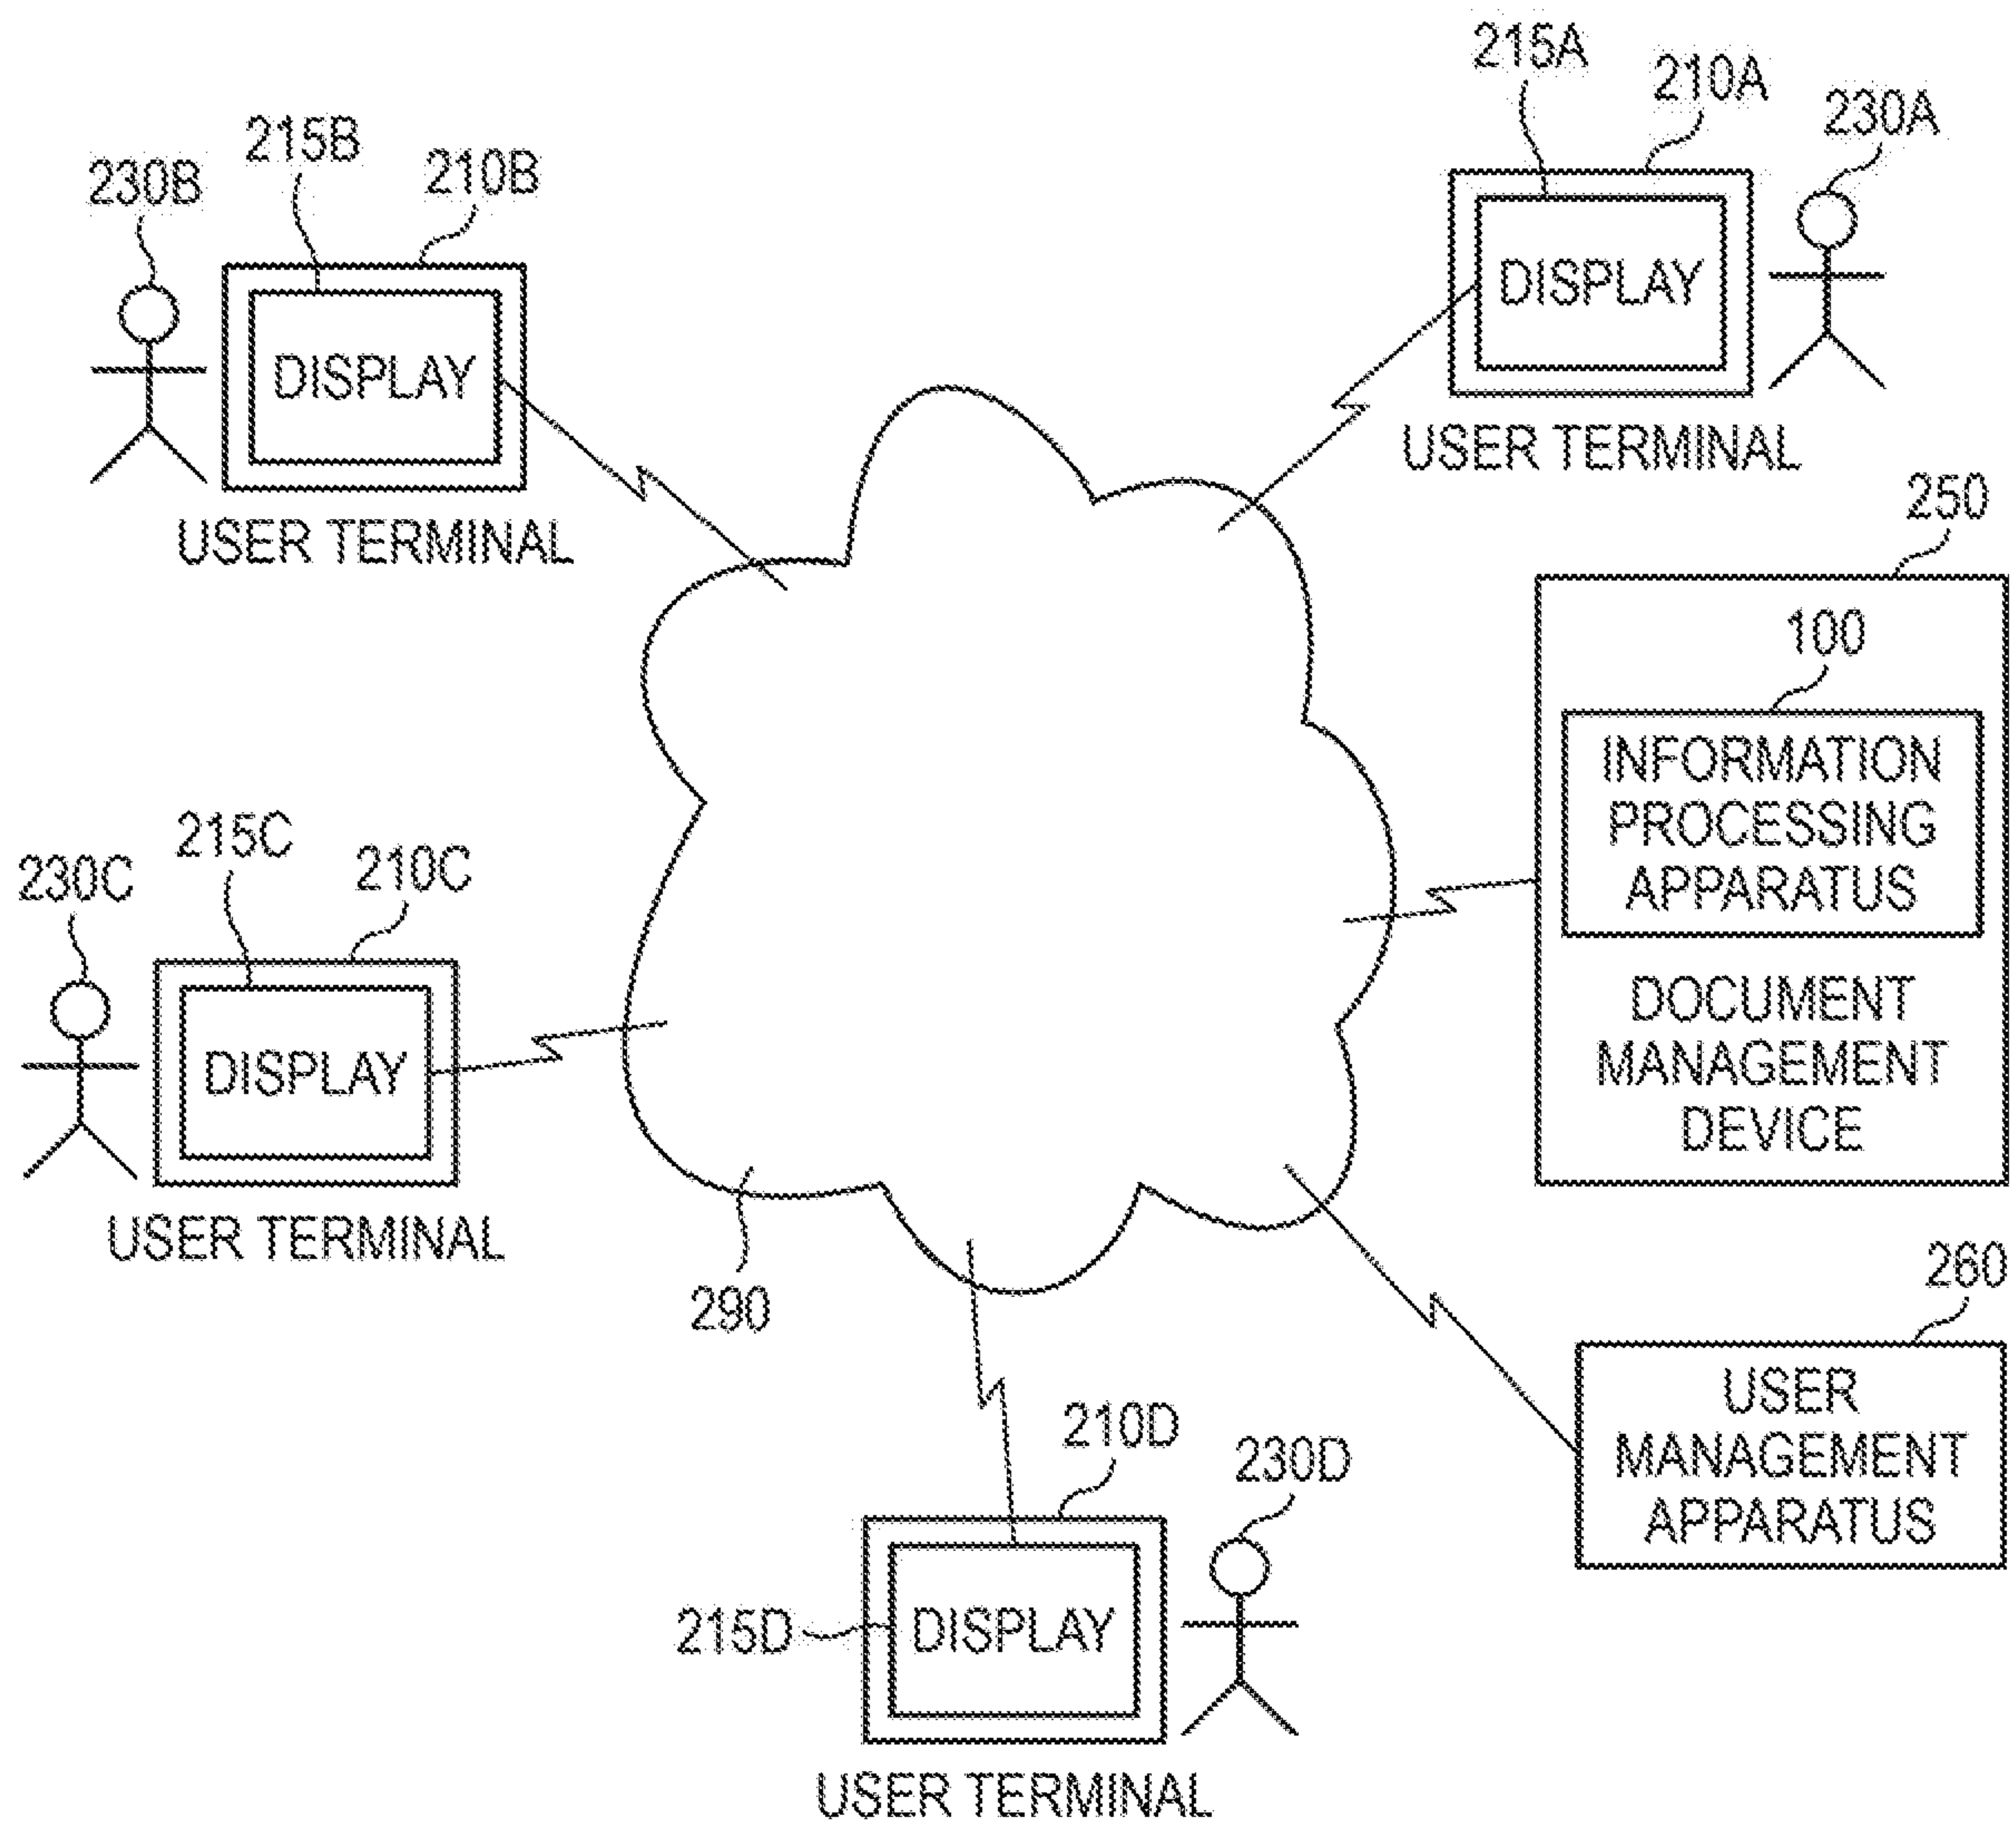 215A
210A
230A
DISPLAY
USER TERMINAL
215B
210B
230B
DISPLAY
USER TERMINAL
250
100
INFORMATION
PROCESSING
APPARATUS
DOCUMENT
MANAGEMENT
DEVICE
215C
210C
230C
DISPLAY
USER TERMINAL
290
260
USER
MANAGEMENT
APPARATUS
210D
230D
215D
DISPLAY
USER TERMINAL